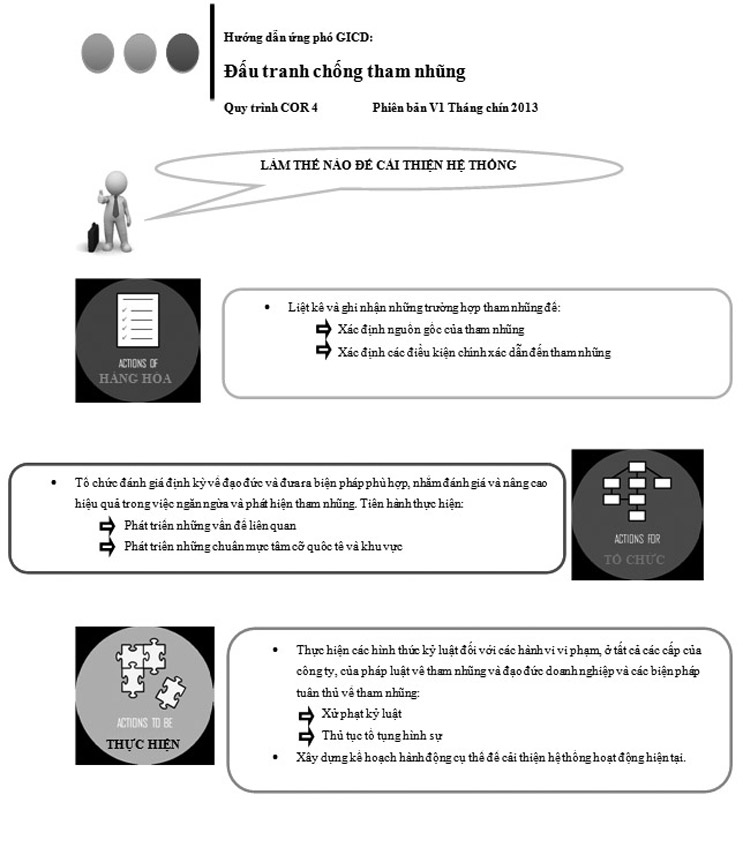 Hướng dẫn ứng phó GICD:
Đấu tranh chống tham nhũng
Quy trình COR 4 Phiên bản V1 Tháng chín 2013
LÀM THẾ NÀO ĐỂ CẢI THIỆN HỆ THỐNG
• Liệt kê và ghi nhận những trường hợp tham nhũng để:
Xác định nguồn gốc của tham nhũng
Xác định các điều kiện chính xác dẫn đến tham nhũng
ACTIONS OF
HÀNG HÓA
• Tổ chức đánh giá định kỳ về đạo đức và đưa ra biện pháp phù hợp, nhằm đánh giá và nâng cao
hiệu quả trong việc ngăn ngừa và phát hiện tham nhũng. Tiến hành thực hiện:
Phát triển những vấn đề liên quan
Phát triển những chuẩn mực tầm cỡ quốc tế và khu vực
ACTIONS FOR
TỔ CHỨC
• Thực hiện các hình thức kỷ luật đối với các hành vi vi phạm, ở tất cả các cấp của
công ty, của pháp luật về tham nhũng và đạo đức doanh nghiệp và các biện pháp
tuân thủ về tham nhũng:
Xử phạt kỷ luật
Thủ tục tố tụng hình sự
• Xây dựng kế hoạch hành động cụ thể để cải thiện hệ thống hoạt động hiện tại.
ACTIONS TO BE
THỰC HIỆN